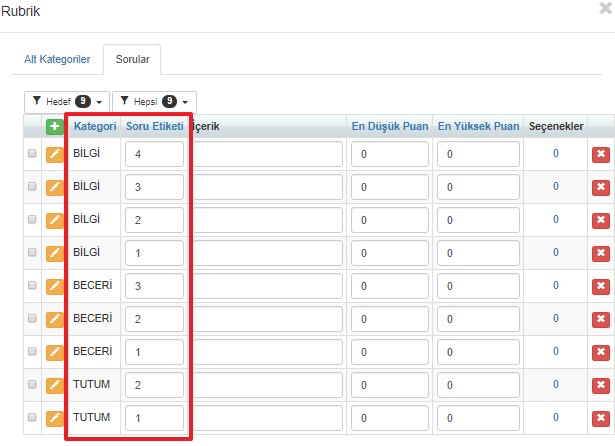 Rubrik
Alt Kategoriler Sorular
Hedef 9 Hepsi 9
Kategori Soru Etiketi İçerik En Düşük Puan En Yüksek Puan Seçenekler
BİLGİ 4 0 0 0
BİLGİ 3 0 0 0
BİLGİ 2 0 0 0
BİLGİ 1 0 0 0
BECERİ 3 0 0 0
BECERİ 2 0 0 0
BECERİ 1 0 0 0
TUTUM 2 0 0 0
TUTUM 1 0 0 0